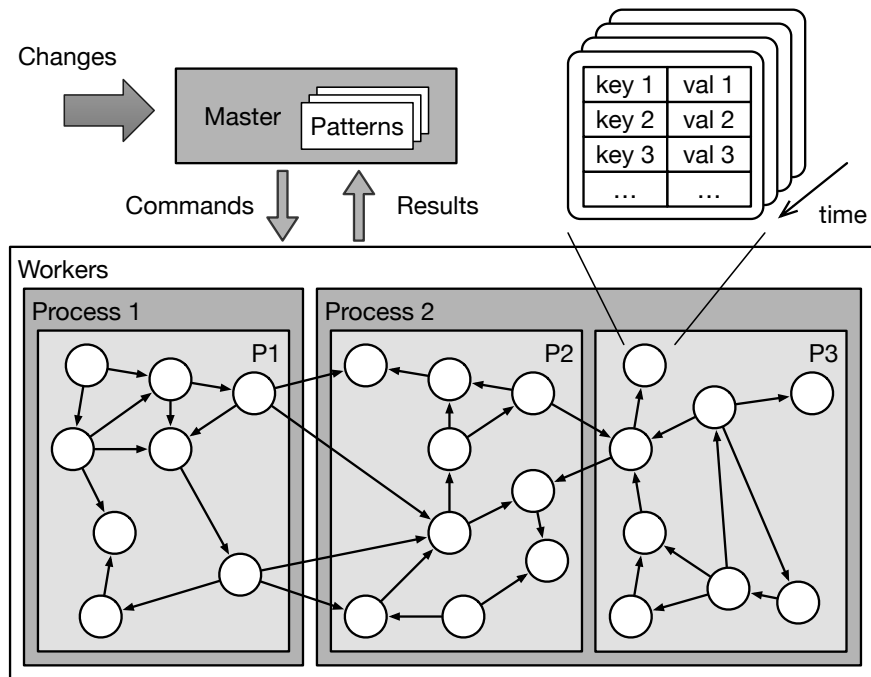 Changes
Master
Patterns
Commands
Results
key 1 val 1
key 2 val 2
key 3 val 3
... ...
time
Workers
Process 1
P1
Process 2
P2
P3